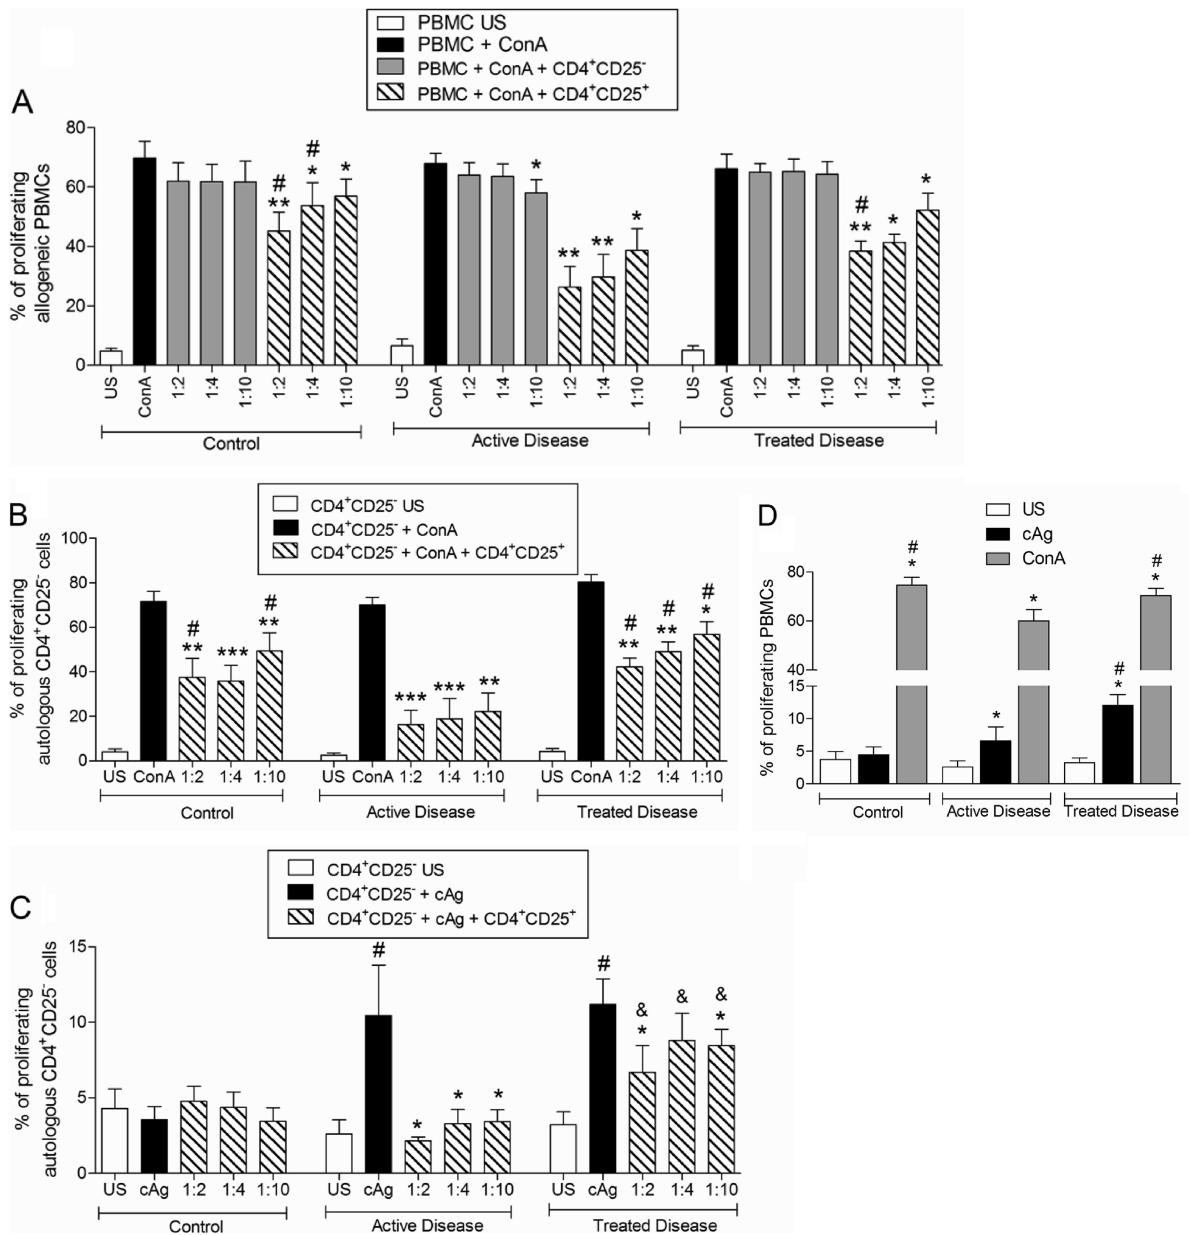 PBMC US
PBMC + ConA
PBMC + ConA + CD4⁺CD25⁻
PBMC + ConA + CD4⁺CD25⁺
A
% of proliferating
allogeneic PBMCs
80
60
40
20
0
# ** # * *
* ** ** *
# ** * *
US ConA 1:2 1:4 1:10 1:2 1:4 1:10
US ConA 1:2 1:4 1:10 1:2 1:4 1:10
US ConA 1:2 1:4 1:10 1:2 1:4 1:10
Control Active Disease Treated Disease
B
CD4⁺CD25⁻ US
CD4⁺CD25⁻ + ConA
CD4⁺CD25⁻ + ConA + CD4⁺CD25⁺
% of proliferating
autologous CD4⁺CD25⁻ cells
100
80
60
40
20
0
# ** *** # **
*** *** **
# ** # ** # *
US ConA 1:2 1:4 1:10 US ConA 1:2 1:4 1:10 US ConA 1:2 1:4 1:10
Control Active Disease Treated Disease
D
US
cAg
ConA
% of proliferating PBMCs
80
60
40
15
10
5
0
# * * * # * # *
Control Active Disease Treated Disease
C
CD4⁺CD25⁻ US
CD4⁺CD25⁻ + cAg
CD4⁺CD25⁻ + cAg + CD4⁺CD25⁺
% of proliferating
autologous CD4⁺CD25⁻ cells
15
10
5
0
# * * *
# & * & & *
US cAg 1:2 1:4 1:10 US cAg 1:2 1:4 1:10 US cAg 1:2 1:4 1:10
Control Active Disease Treated Disease